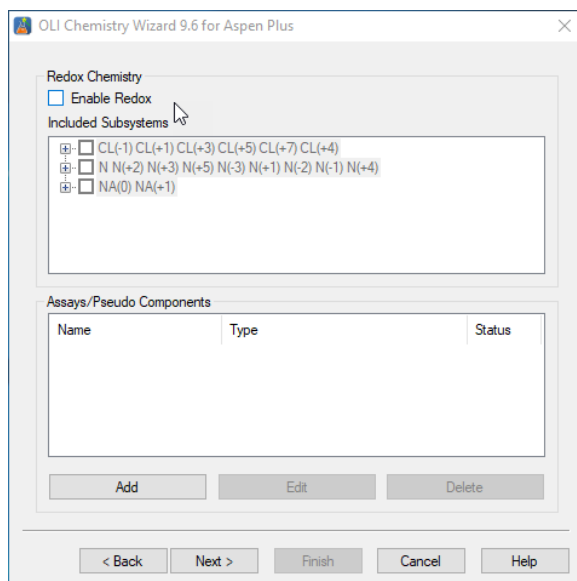 OLI Chemistry Wizard 9.6 for Aspen Plus
Redox Chemistry
Enable Redox
Included Subsystems
CL(-1) CL(+1) CL(+3) CL(+5) CL(+7) CL(+4)
N N(+2) N(+3) N(+5) N(-3) N(+1) N(-2) N(-1) N(+4)
NA(0) NA(+1)
Assays/Pseudo Components
Name Type Status
Add Edit Delete
< Back Next > Finish Cancel Help